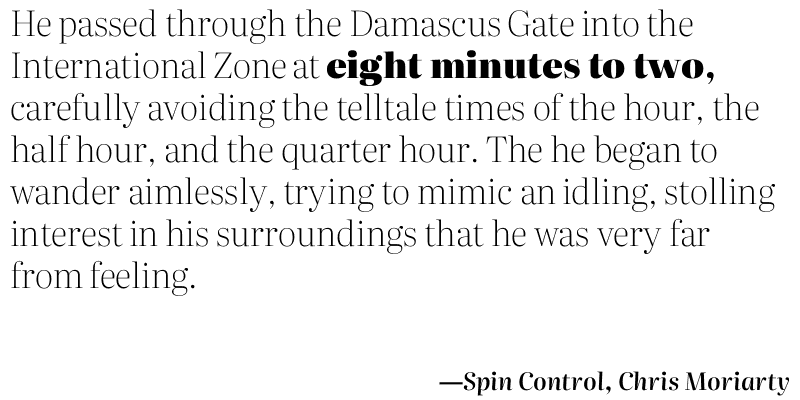 He passed through the Damascus Gate into the
International Zone at eight minutes to two,
carefully avoiding the telltale times of the hour, the
half hour, and the quarter hour. The he began to
wander aimlessly, trying to mimic an idling, stolling
interest in his surroundings that he was very far
from feeling.
—Spin Control, Chris Moriarty